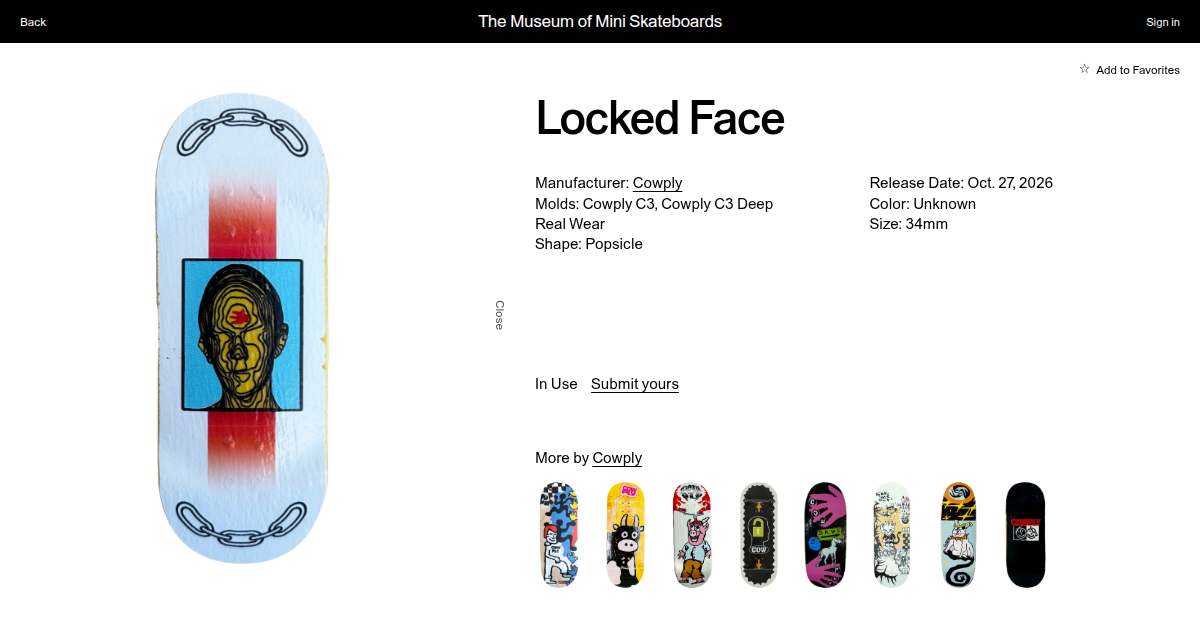 Back
The Museum of Mini Skateboards
Sign in
☆ Add to Favorites
Locked Face
Manufacturer: Cowply
Molds: Cowply C3, Cowply C3 Deep
Real Wear
Shape: Popsicle
Release Date: Oct. 27, 2026
Color: Unknown
Size: 34mm
Close
In Use Submit yours
More by Cowply
COW